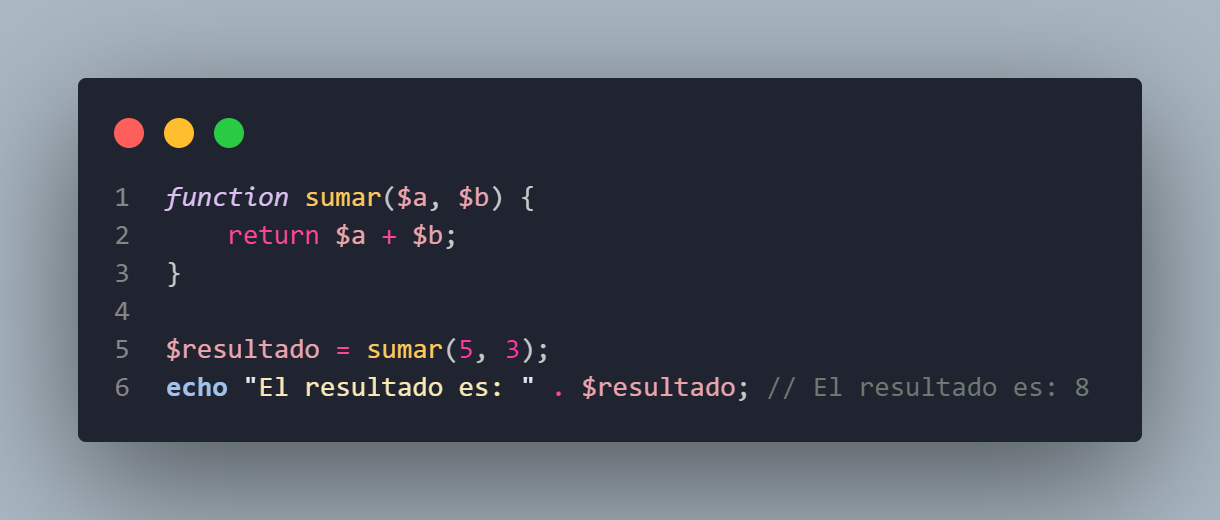 1 function sumar($a, $b) {
2     return $a + $b;
3 }
4
5 $resultado = sumar(5, 3);
6 echo "El resultado es: " . $resultado; // El resultado es: 8